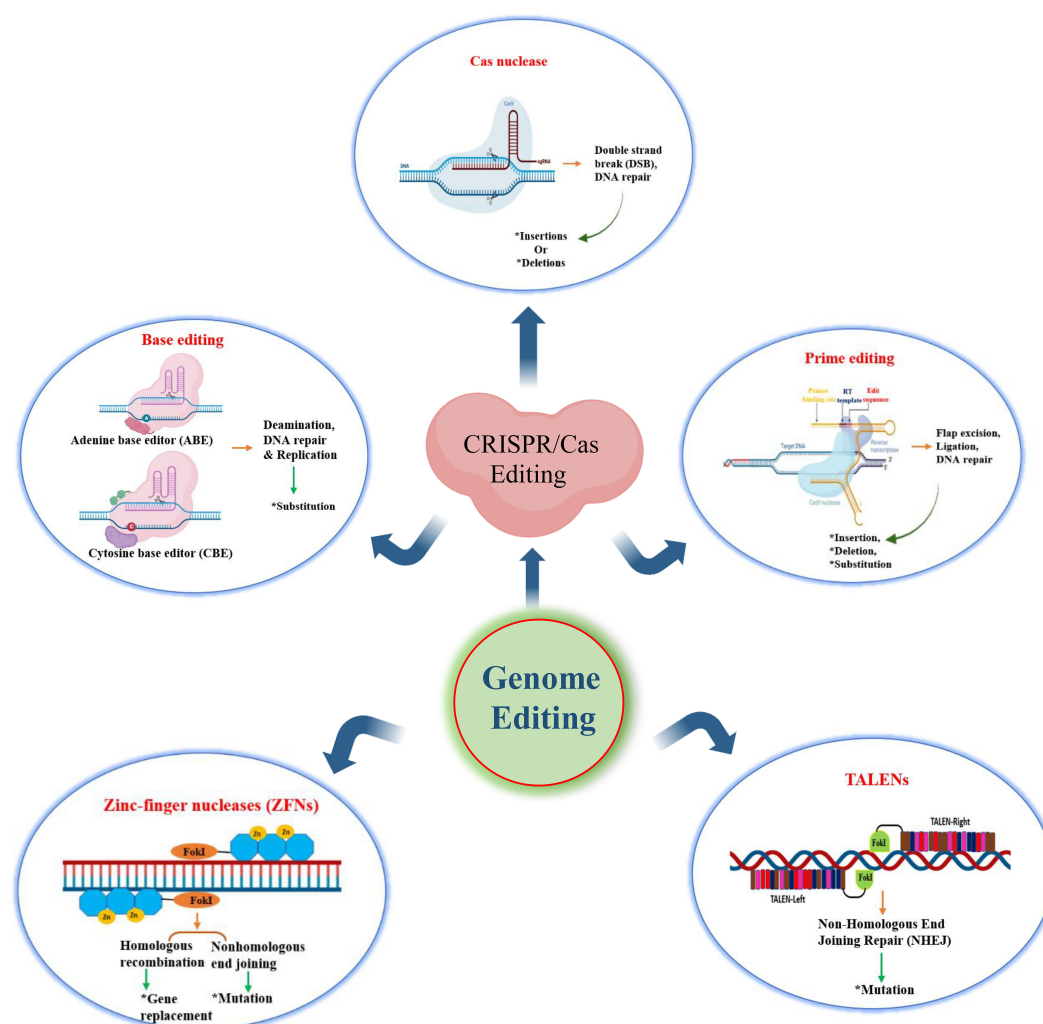 Cas nuclease
Cas9
DNA
sgRNA
Double strand
break (DSB),
DNA repair
*Insertions
Or
*Deletions
Base editing
A
Adenine base editor (ABE)
Deamination,
DNA repair
& Replication
*Substitution
C
Cytosine base editor (CBE)
CRISPR/Cas
Editing
Prime editing
Primer
binding site
RT
template
Edit
sequence
Target DNA
Reverse
transcriptase
Cas9 nuclease
3'
5'
Flap excision,
Ligation,
DNA repair
*Insertion,
*Deletion,
*Substitution
Genome
Editing
Zinc-finger nucleases (ZFNs)
Zn
Zn
FokI
FokI
Zn
Zn
Homologous
recombination
Nonhomologous
end joining
*Gene
replacement
*Mutation
TALENs
TALEN-Right
FokI
FokI
TALEN-Left
Non-Homologous End
Joining Repair (NHEJ)
*Mutation